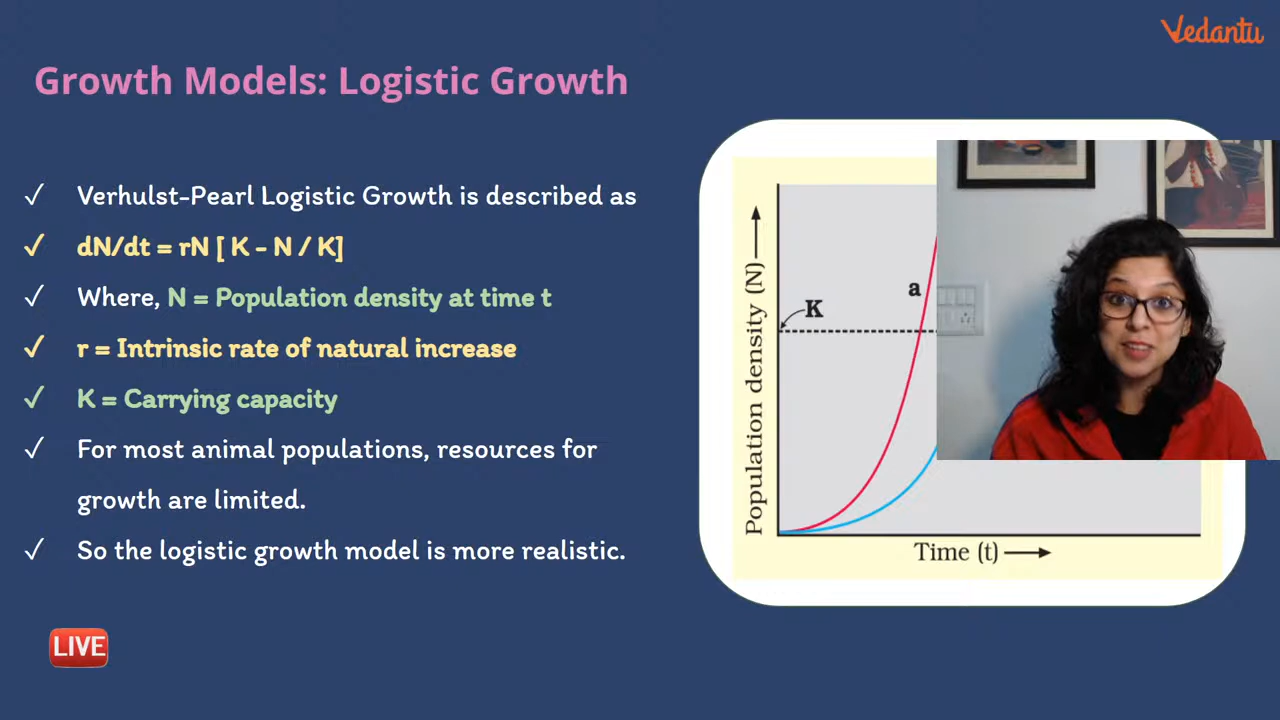 Vedantu
Growth Models: Logistic Growth
✓ Verhulst-Pearl Logistic Growth is described as
✓ dN/dt = rN [ K - N / K]
✓ Where, N = Population density at time t
✓ r = Intrinsic rate of natural increase
✓ K = Carrying capacity
✓ For most animal populations, resources for
growth are limited.
✓ So the logistic growth model is more realistic.
LIVE
Population density (N)
a
K
Time (t)